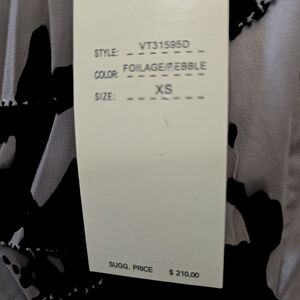 STYLE: VT31595D
COLOR: FOILAGE/PEBBLE
SIZE: XS
SUGG. PRICE $ 210.00